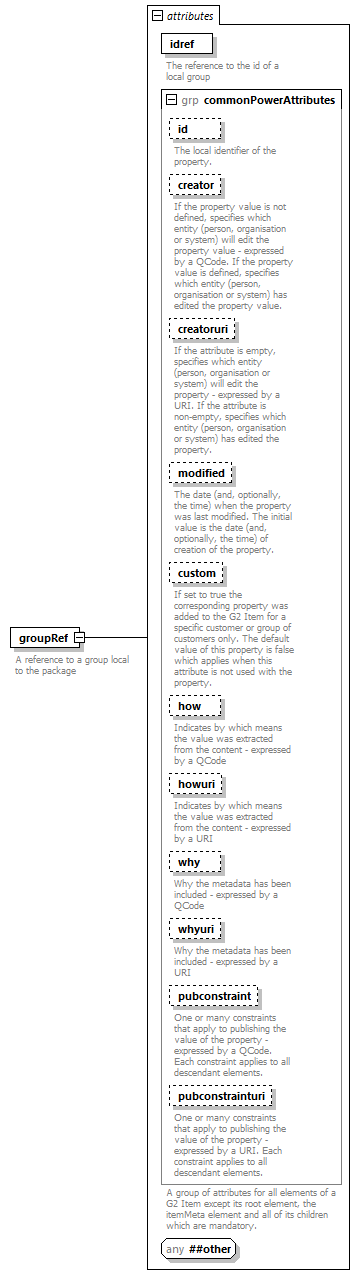 attributes
idref
The reference to the id of a
local group
grp commonPowerAttributes
id
The local identifier of the
property.
creator
If the property value is not
defined, specifies which
entity (person, organisation
or system) will edit the
property value - expressed
by a QCode. If the property
value is defined, specifies
which entity (person,
organisation or system) has
edited the property value.
creatoruri
If the attribute is empty,
specifies which entity
(person, organisation or
system) will edit the
property - expressed by a
URI. If the attribute is
non-empty, specifies which
entity (person, organisation
or system) has edited the
property.
modified
The date (and, optionally,
the time) when the property
was last modified. The initial
value is the date (and,
optionally, the time) of
creation of the property.
custom
If set to true the
corresponding property was
added to the G2 Item for a
specific customer or group of
customers only. The default
value of this property is false
which applies when this
attribute is not used with the
property.
groupRef
A reference to a group local
to the package
how
Indicates by which means
the value was extracted
from the content - expressed
by a QCode
howuri
Indicates by which means
the value was extracted
from the content - expressed
by a URI
why
Why the metadata has been
included - expressed by a
QCode
whyuri
Why the metadata has been
included - expressed by a
URI
pubconstraint
One or many constraints
that apply to publishing the
value of the property -
expressed by a QCode.
Each constraint applies to all
descendant elements.
pubconstrainturi
One or many constraints
that apply to publishing the
value of the property -
expressed by a URI. Each
constraint applies to all
descendant elements.
A group of attributes for all elements of a
G2 Item except its root element, the
itemMeta element and all of its children
which are mandatory.
any ##other